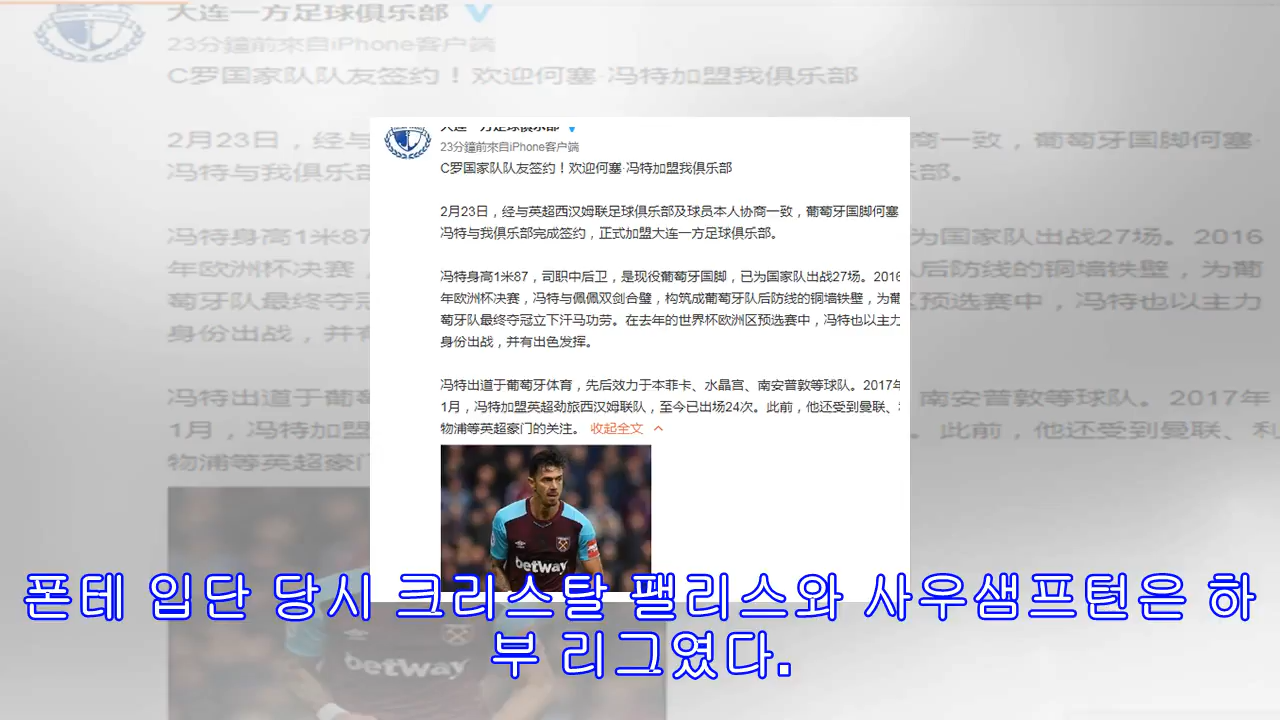 大连一方足球俱乐部
23分鐘前來自iPhone客户端
C罗国家队队友签约！欢迎何塞·冯特加盟我俱乐部
2月23日，经与英超西汉姆联足球俱乐部及球员本人协商一致，葡萄牙国脚何塞
冯特与我俱乐部完成签约，正式加盟大连一方足球俱乐部。
冯特身高1米87，司职中后卫，是现役葡萄牙国脚，已为国家队出战27场。2016
年欧洲杯决赛，冯特与佩佩双剑合璧，构筑成葡萄牙队后防线的铜墙铁壁，为葡
萄牙队最终夺冠立下汗马功劳。在去年的世界杯欧洲区预选赛中，冯特也以主力
身份出战，并有出色发挥。
冯特出道于葡萄牙体育，先后效力于本菲卡、水晶宫、南安普敦等球队。2017年
1月，冯特加盟英超劲旅西汉姆联队，至今已出场24次。此前，他还受到曼联、利
物浦等英超豪门的关注。 收起全文
betway
폰테 입단 당시 크리스탈 팰리스와 사우샘프턴은 하
부 리그였다.